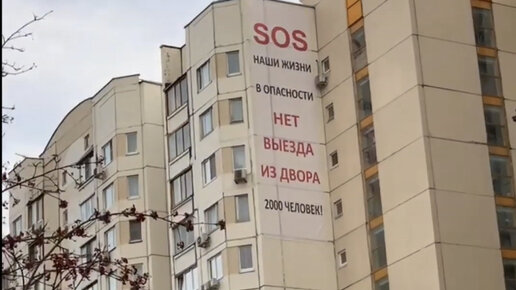 SOS
НАШИ ЖИЗНИ
В ОПАСНОСТИ
НЕТ
ВЫЕЗДА
ИЗ ДВОРА
2000 ЧЕЛОВЕК!